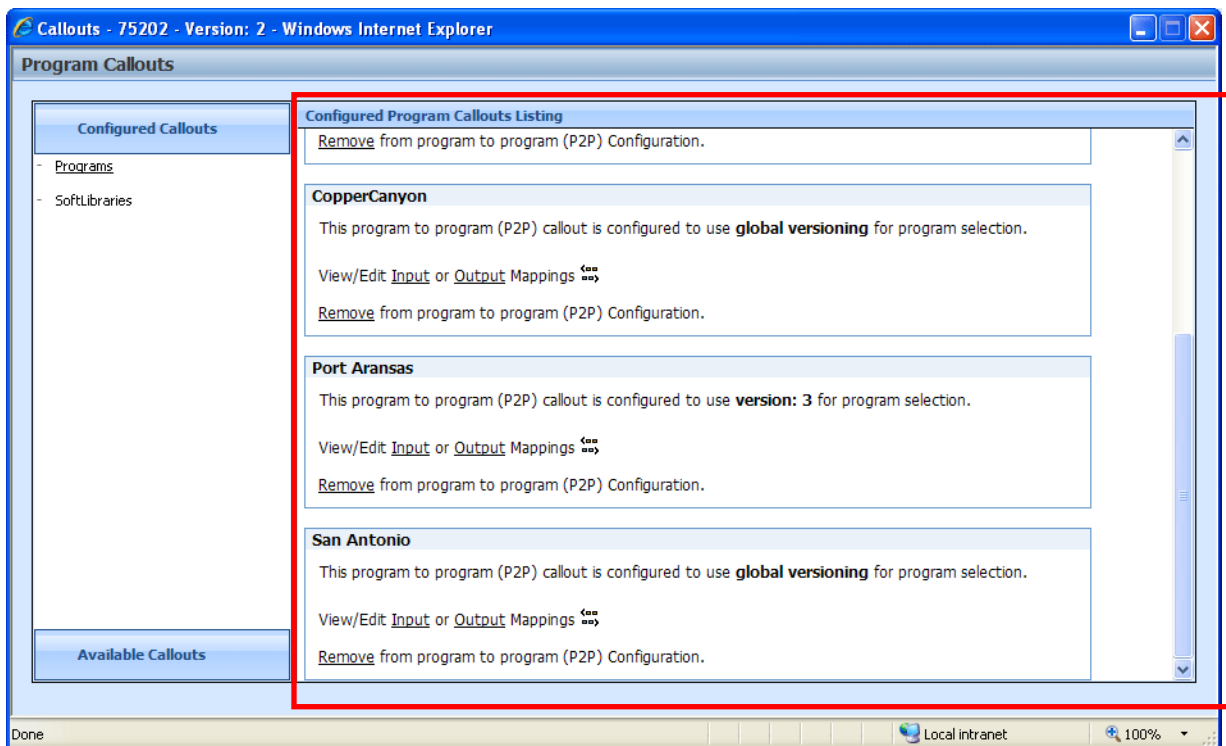 Callouts - 75202 - Version: 2 - Windows Internet Explorer
Program Callouts
Configured Callouts
- Programs
- SoftLibraries
Available Callouts
Configured Program Callouts Listing
Remove from program to program (P2P) Configuration.
CopperCanyon
This program to program (P2P) callout is configured to use global versioning for program selection.
View/Edit Input or Output Mappings
Remove from program to program (P2P) Configuration.
Port Aransas
This program to program (P2P) callout is configured to use version: 3 for program selection.
View/Edit Input or Output Mappings
Remove from program to program (P2P) Configuration.
San Antonio
This program to program (P2P) callout is configured to use global versioning for program selection.
View/Edit Input or Output Mappings
Remove from program to program (P2P) Configuration.
Done
Local intranet
100%